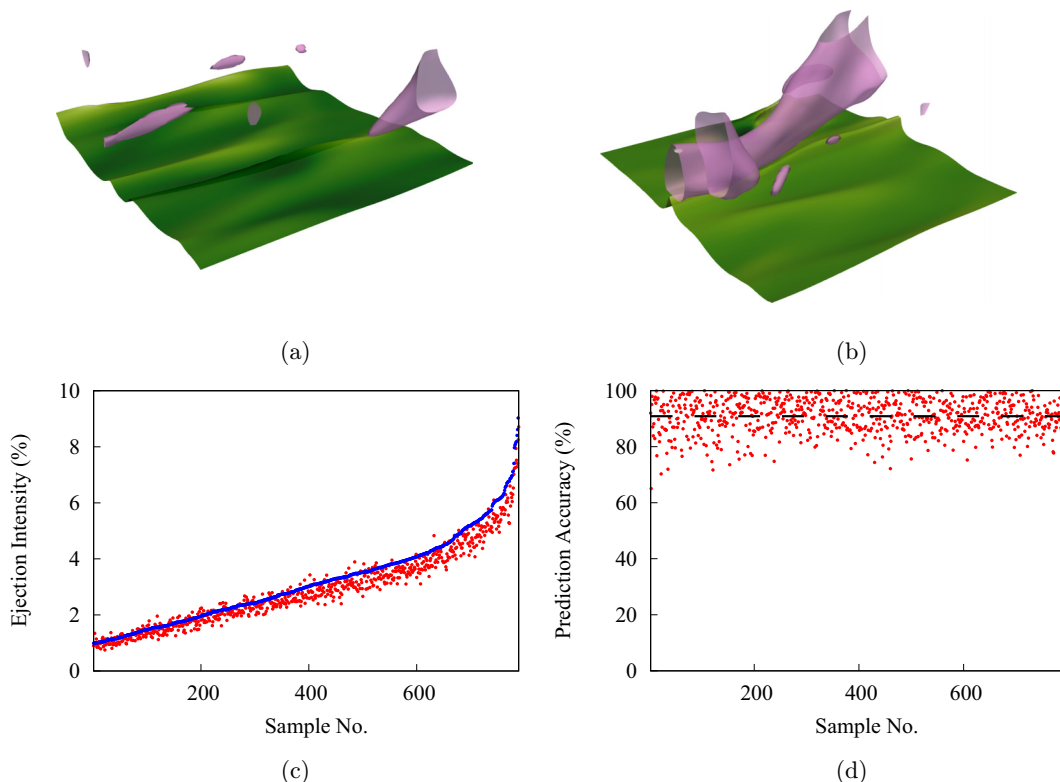 (a)
(b)
10
8
6
4
2
0
Ejection Intensity (%)
200
400
600
Sample No.
(c)
100
80
60
40
20
0
Prediction Accuracy (%)
200
400
600
Sample No.
(d)